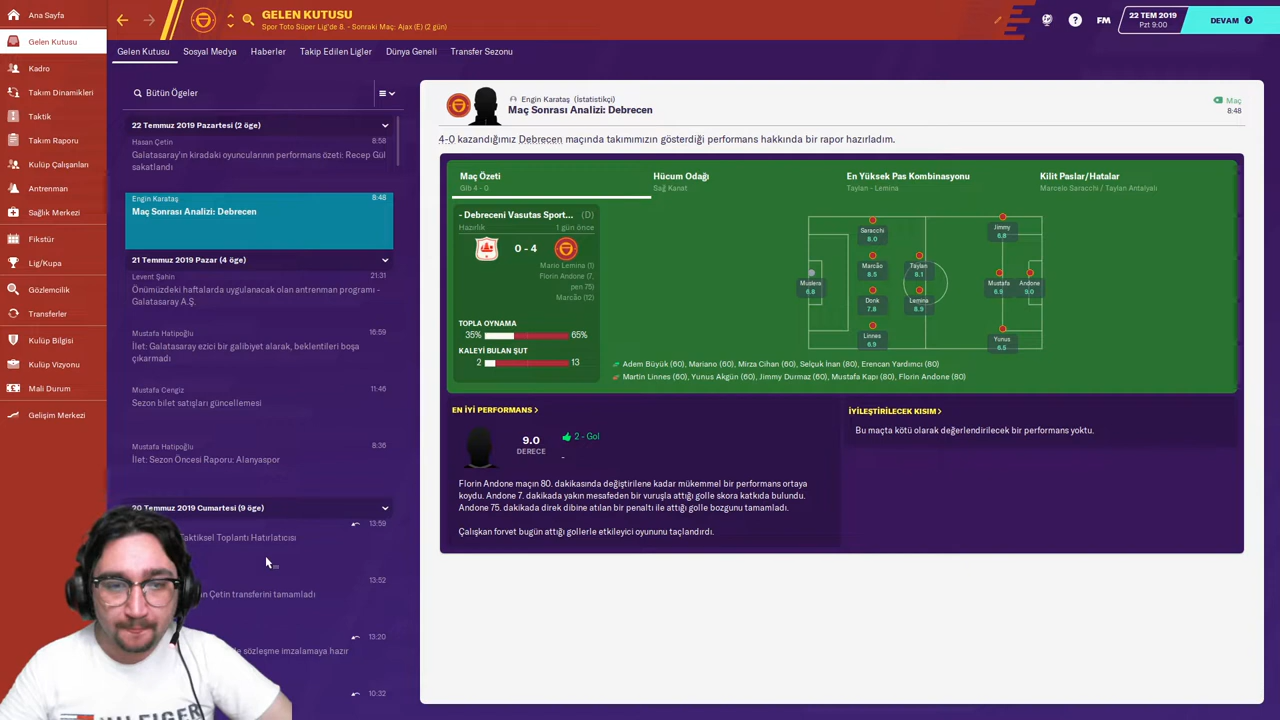 Ana Sayfa
Gelen Kutusu
Kadro
Takım Dinamikleri
Taktik
Takım Raporu
Kulüp Çalışanları
Antrenman
Sağlık Merkezi
Fikstür
Lig/Kupa
Gözlemcilik
Transferler
Kulüp Bilgisi
Kulüp Vizyonu
Mali Durum
Gelişim Merkezi
GELEN KUTUSU
Spor Toto Süper Lig'de 8. - Sonraki Maç: Ajax (E) (2 gün)
FM
22 TEM 2019
Pzt 9:00
DEVAM
Gelen Kutusu
Sosyal Medya
Haberler
Takip Edilen Ligler
Dünya Geneli
Transfer Sezonu
Bütün Ögeler
22 Temmuz 2019 Pazartesi (2 öge)
Hasan Çetin 8:58
Galatasaray'ın kiradaki oyuncularının performans özeti: Recep Gül
sakatlandı
Engin Karataş 8:48
Maç Sonrası Analizi: Debrecen
21 Temmuz 2019 Pazar (4 öge)
Levent Şahin 21:31
Önümüzdeki haftalarda uygulanacak olan antrenman programı -
Galatasaray A.Ş.
Mustafa Hatipoğlu 16:59
İlet: Galatasaray ezici bir galibiyet alarak, beklentileri boşa
çıkarmadı
Mustafa Cengiz 11:46
Sezon bilet satışları güncellemesi
Mustafa Hatipoğlu 8:36
İlet: Sezon Öncesi Raporu: Alanyaspor
20 Temmuz 2019 Cumartesi (9 öge)
13:59
Taktiksel Toplantı Hatırlatıcısı
13:52
Çetin transferini tamamladı
13:20
sözleşme imzalamaya hazır
10:32
Engin Karataş (İstatistikçi)
Maç Sonrası Analizi: Debrecen
Maç
8:48
4-0 kazandığımız Debrecen maçında takımımızın gösterdiği performans hakkında bir rapor hazırladım.
Maç Özeti
Glb 4 - 0
Hücum Odağı
Sağ Kanat
En Yüksek Pas Kombinasyonu
Taylan - Lemina
Kilit Paslar/Hatalar
Marcelo Saracchi / Taylan Antalyalı
- Debreceni Vasutas Sport... (D)
Hazırlık 1 gün önce
0 - 4
Mario Lemina (1)
Florin Andone (7,
pen 75)
Marcão (12)
TOPLA OYNAMA
35% 65%
KALEYİ BULAN ŞUT
2 13
Muslera
6.8
Saracchi
8.0
Marcão
8.5
Donk
7.8
Linnes
6.9
Taylan
8.1
Lemina
8.9
Jimmy
6.8
Mustafa
6.9
Yunus
6.5
Andone
9.0
Adem Büyük (60), Mariano (60), Mirza Cihan (60), Selçuk İnan (80), Erencan Yardımcı (80)
Martin Linnes (60), Yunus Akgün (60), Jimmy Durmaz (60), Mustafa Kapı (80), Florin Andone (80)
EN İYİ PERFORMANS
9.0
DERECE
2 - Gol
-
Florin Andone maçın 80. dakikasında değiştirilene kadar mükemmel bir performans ortaya
koydu. Andone 7. dakikada yakın mesafeden bir vuruşla attığı golle skora katkıda bulundu.
Andone 75. dakikada direk dibine atılan bir penaltı ile attığı golle bozgunu tamamladı.
Çalışkan forvet bugün attığı gollerle etkileyici oyununu taçlandırdı.
İYİLEŞTİRİLECEK KISIM
Bu maçta kötü olarak değerlendirilecek bir performans yoktu.